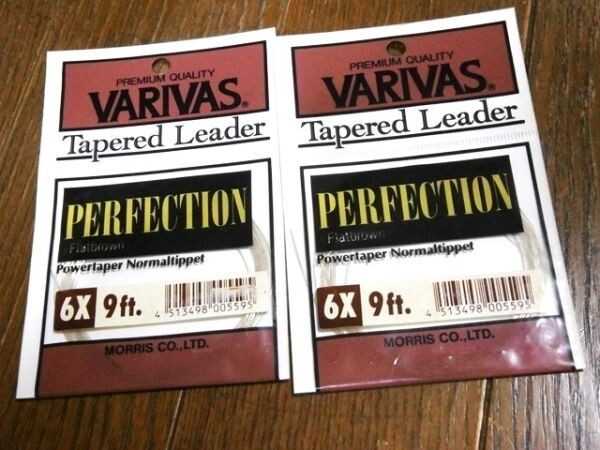 PREMIUM QUALITY
VARIVAS®
Tapered Leader
PERFECTION
Flatbrown
Powertaper Normaltippet
6X 9ft.
4 513498 005595
MORRIS CO.,LTD.
PREMIUM QUALITY
VARIVAS®
Tapered Leader
PERFECTION
Flatbrown
Powertaper Normaltippet
6X 9ft.
4 513498 005595
MORRIS CO.,LTD.